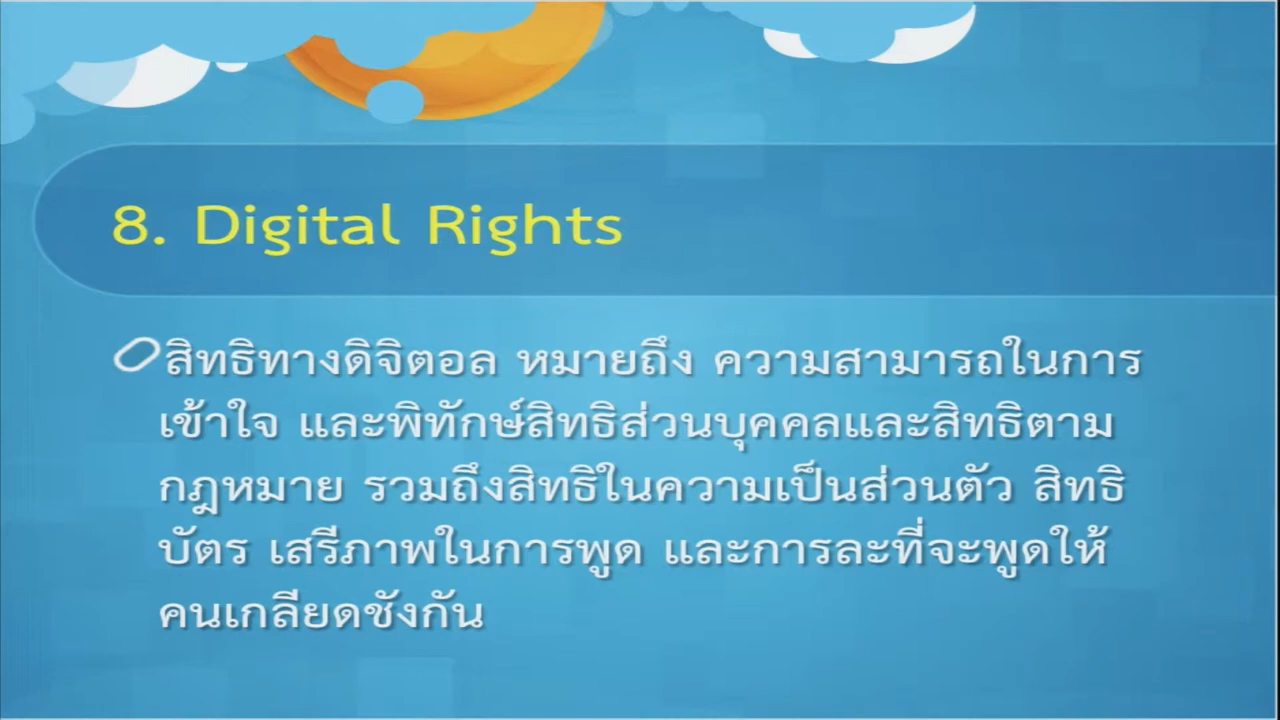 8. Digital Rights
สิทธิทางดิจิตอล หมายถึง ความสามารถในการ
เข้าใจ และพิทักษ์สิทธิส่วนบุคคลและสิทธิตาม
กฎหมาย รวมถึงสิทธิในความเป็นส่วนตัว สิทธิ
บัตร เสรีภาพในการพูด และการละที่จะพูดให้
คนเกลียดชังกัน